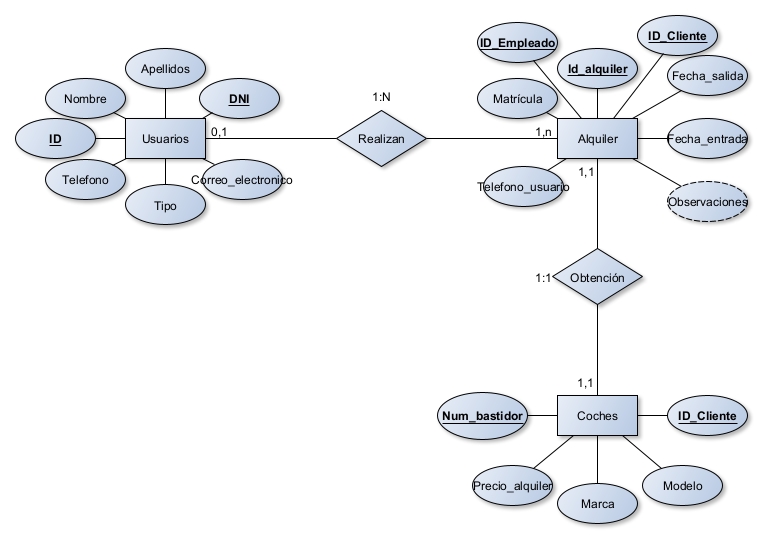 ID_Empleado
ID_Cliente
Apellidos
Id_alquiler
Fecha_salida
Nombre
DNI
1:N
Matrícula
ID
Usuarios
0,1
Realizan
1,n
Alquiler
Fecha_entrada
Telefono
Correo_electronico
1,1
Telefono_usuario
Tipo
Observaciones
1:1
Obtención
1,1
Num_bastidor
Coches
ID_Cliente
Precio_alquiler
Modelo
Marca